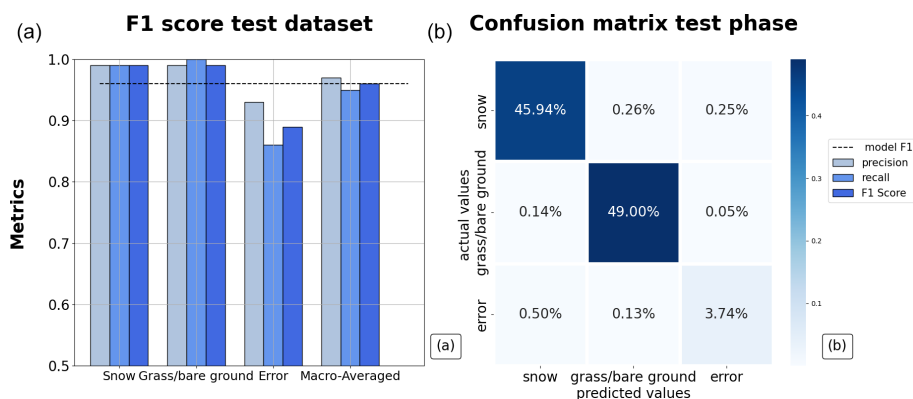 (a)
F1 score test dataset
Metrics
1.0
0.9
0.8
0.7
0.6
0.5
Snow Grass/bare ground Error Macro-Averaged
(a)
(b)
Confusion matrix test phase
actual values
snow
grass/bare ground
error
45.94% 0.26% 0.25%
0.14% 49.00% 0.05%
0.50% 0.13% 3.74%
snow grass/bare ground error
predicted values
0.4
0.3
0.2
0.1
(b)
model F1
precision
recall
F1 Score